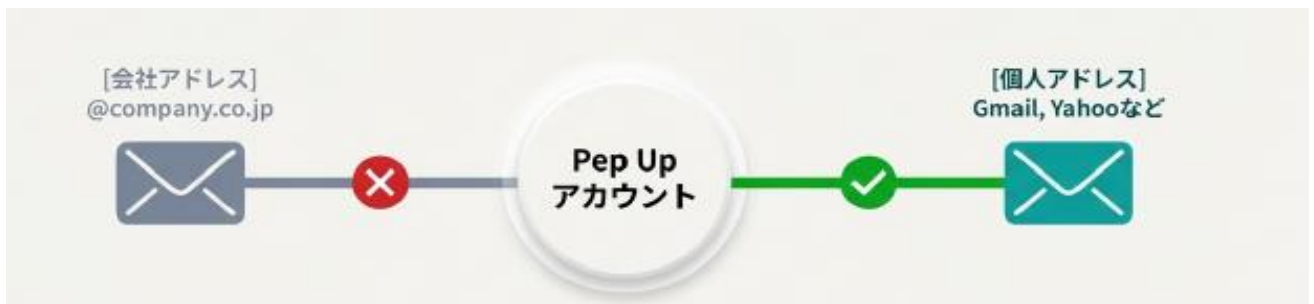 [会社アドレス]
@company.co.jp
Pep Up
アカウント
[個人アドレス]
Gmail, Yahooなど